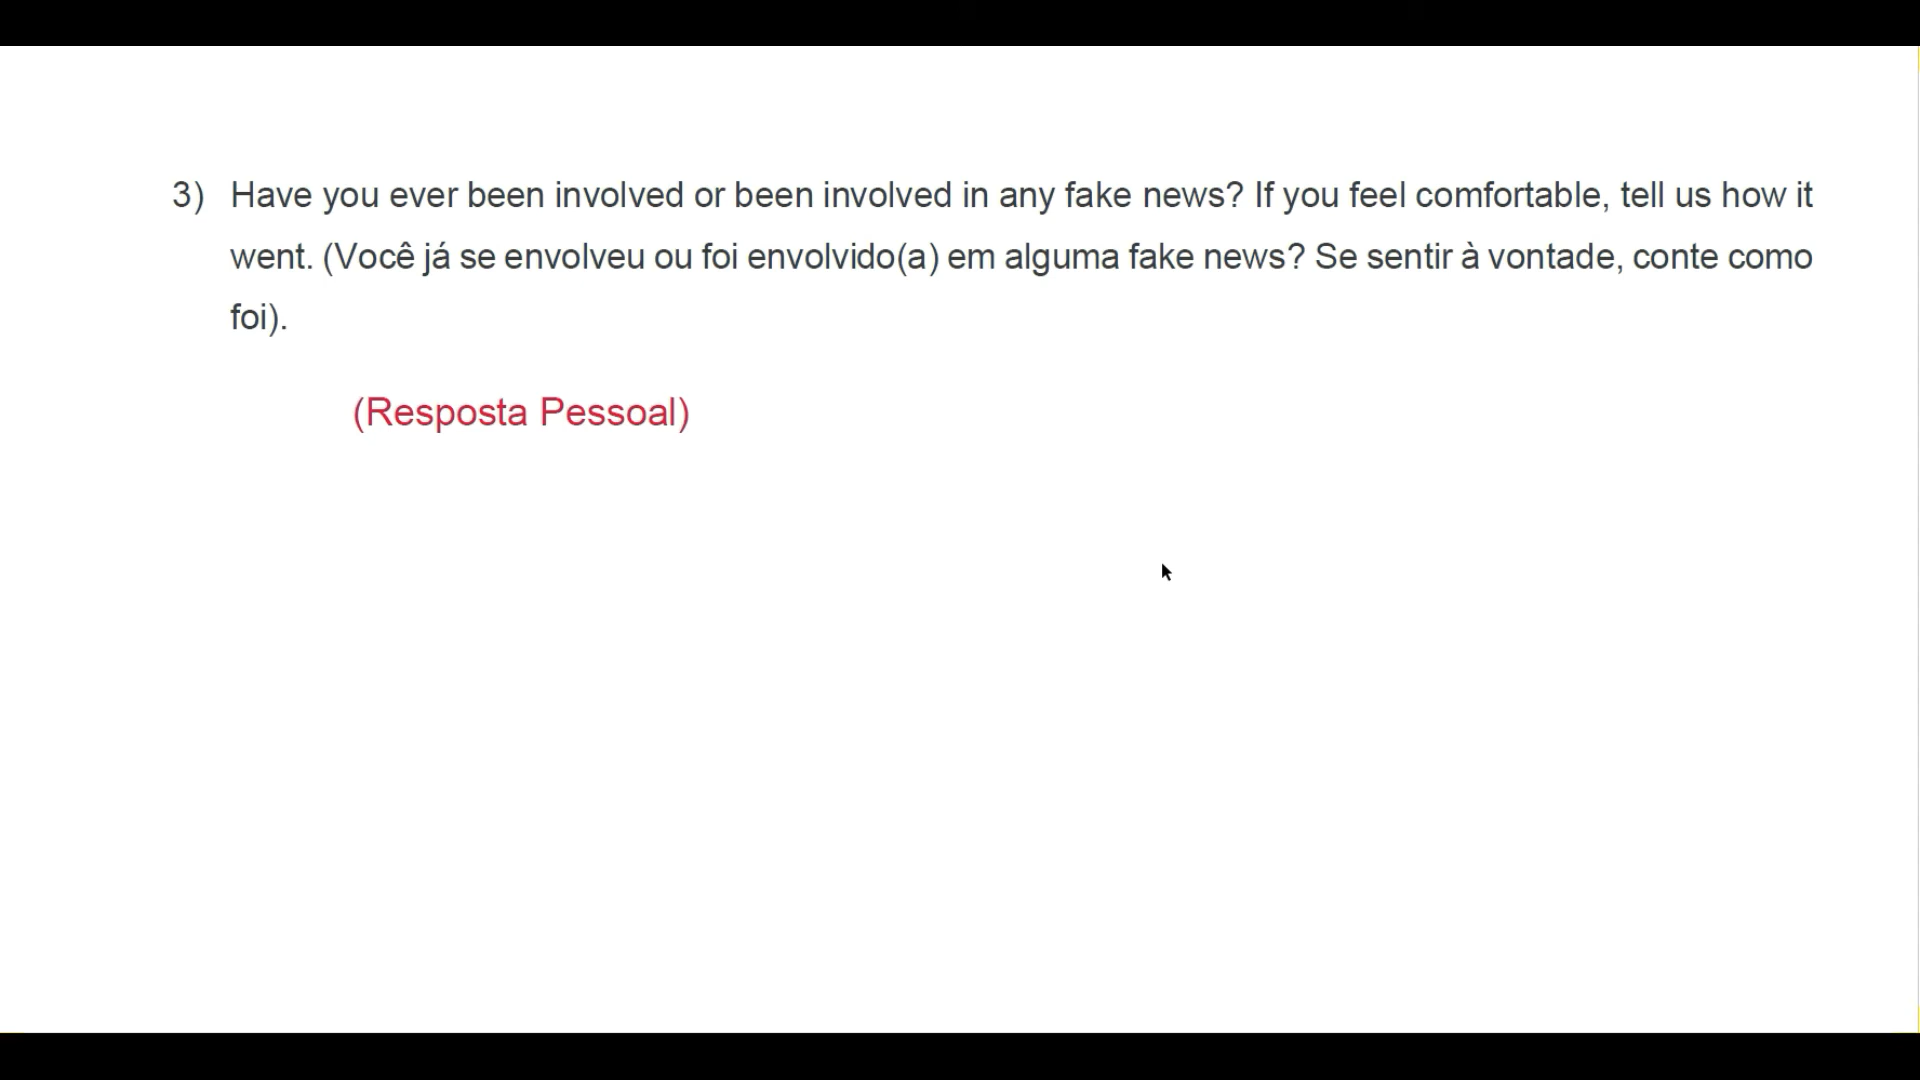 3) Have you ever been involved or been involved in any fake news? If you feel comfortable, tell us how it
went. (Você já se envolveu ou foi envolvido(a) em alguma fake news? Se sentir à vontade, conte como
foi).
(Resposta Pessoal)